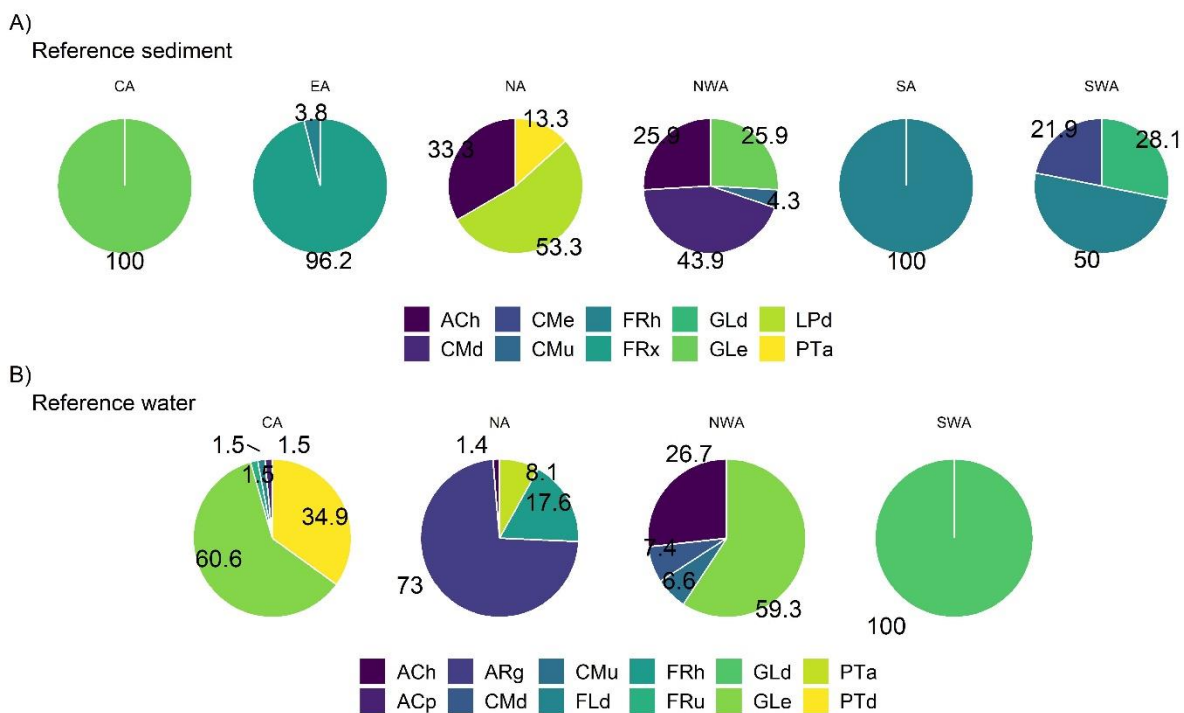 A)
Reference sediment
CA EA NA NWA SA SWA
3.8 13.3
33.3 25.9 25.9 21.9 28.1
4.3
53.3
100 96.2 43.9 100 50
ACh CMe FRh GLd LPd
CMd CMu FRx GLe PTa
B)
Reference water
CA NA NWA SWA
1.5 1.5 1.4 26.7
1.5 8.1
34.9 17.6
60.6 7.4
73 6.6 59.3
100
ACh ARg CMu FRh GLd PTa
ACp CMd FLd FRu GLe PTd